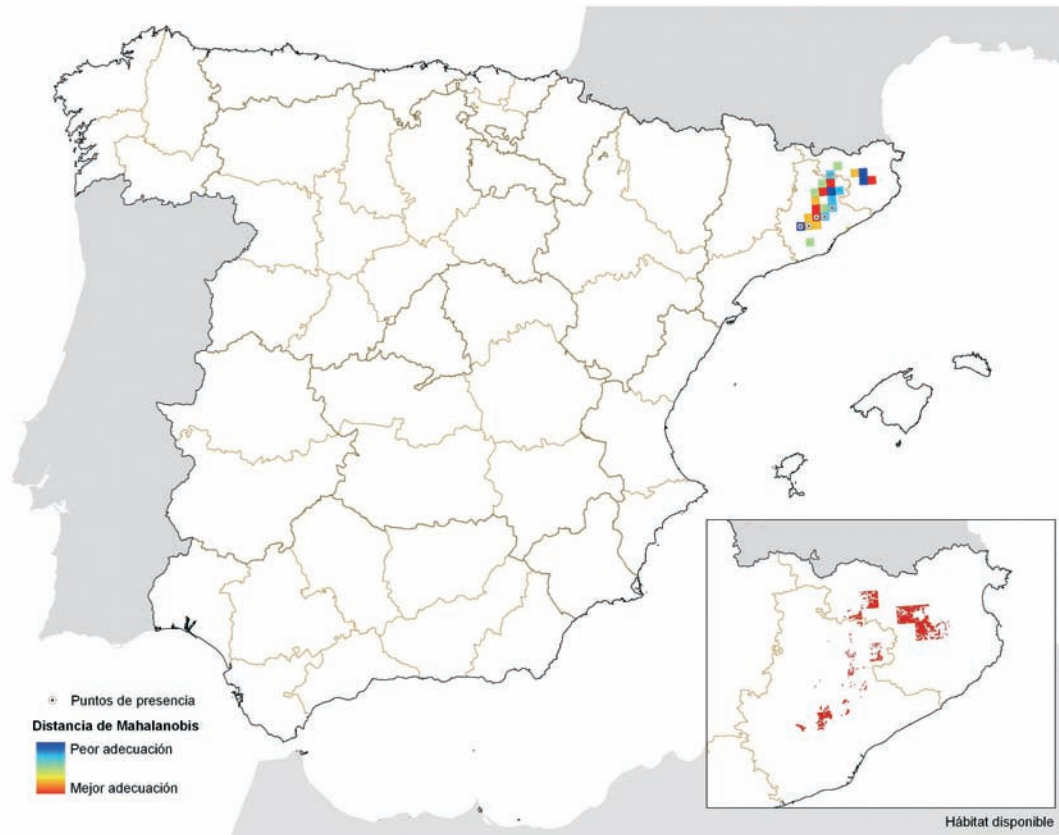 Puntos de presencia
Distancia de Mahalanobis
Peor adecuación
Mejor adecuación
Hábitat disponible